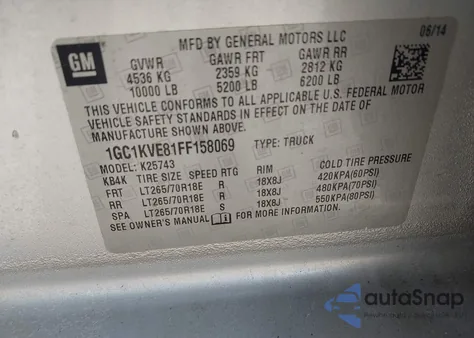 GM
MFD BY GENERAL MOTORS LLC 06/14
GVWR GAWR FRT GAWR RR
4536 KG 2359 KG 2812 KG
10000 LB 5200 LB 6200 LB
THIS VEHICLE CONFORMS TO ALL APPLICABLE U.S. FEDERAL MOTOR
VEHICLE SAFETY STANDARDS IN EFFECT ON THE DATE OF
MANUFACTURE SHOWN ABOVE.
1GC1KVE81FF158069 TYPE: TRUCK
MODEL: K25743
KB4K TIRE SIZE SPEED RTG RIM COLD TIRE PRESSURE
FRT LT265/70R18E R 18X8J 420KPA(60PSI)
RR LT265/70R18E R 18X8J 480KPA(70PSI)
SPA LT265/70R18E S 18X8J 550KPA(80PSI)
SEE OWNER'S MANUAL FOR MORE INFORMATION.
autoSnap